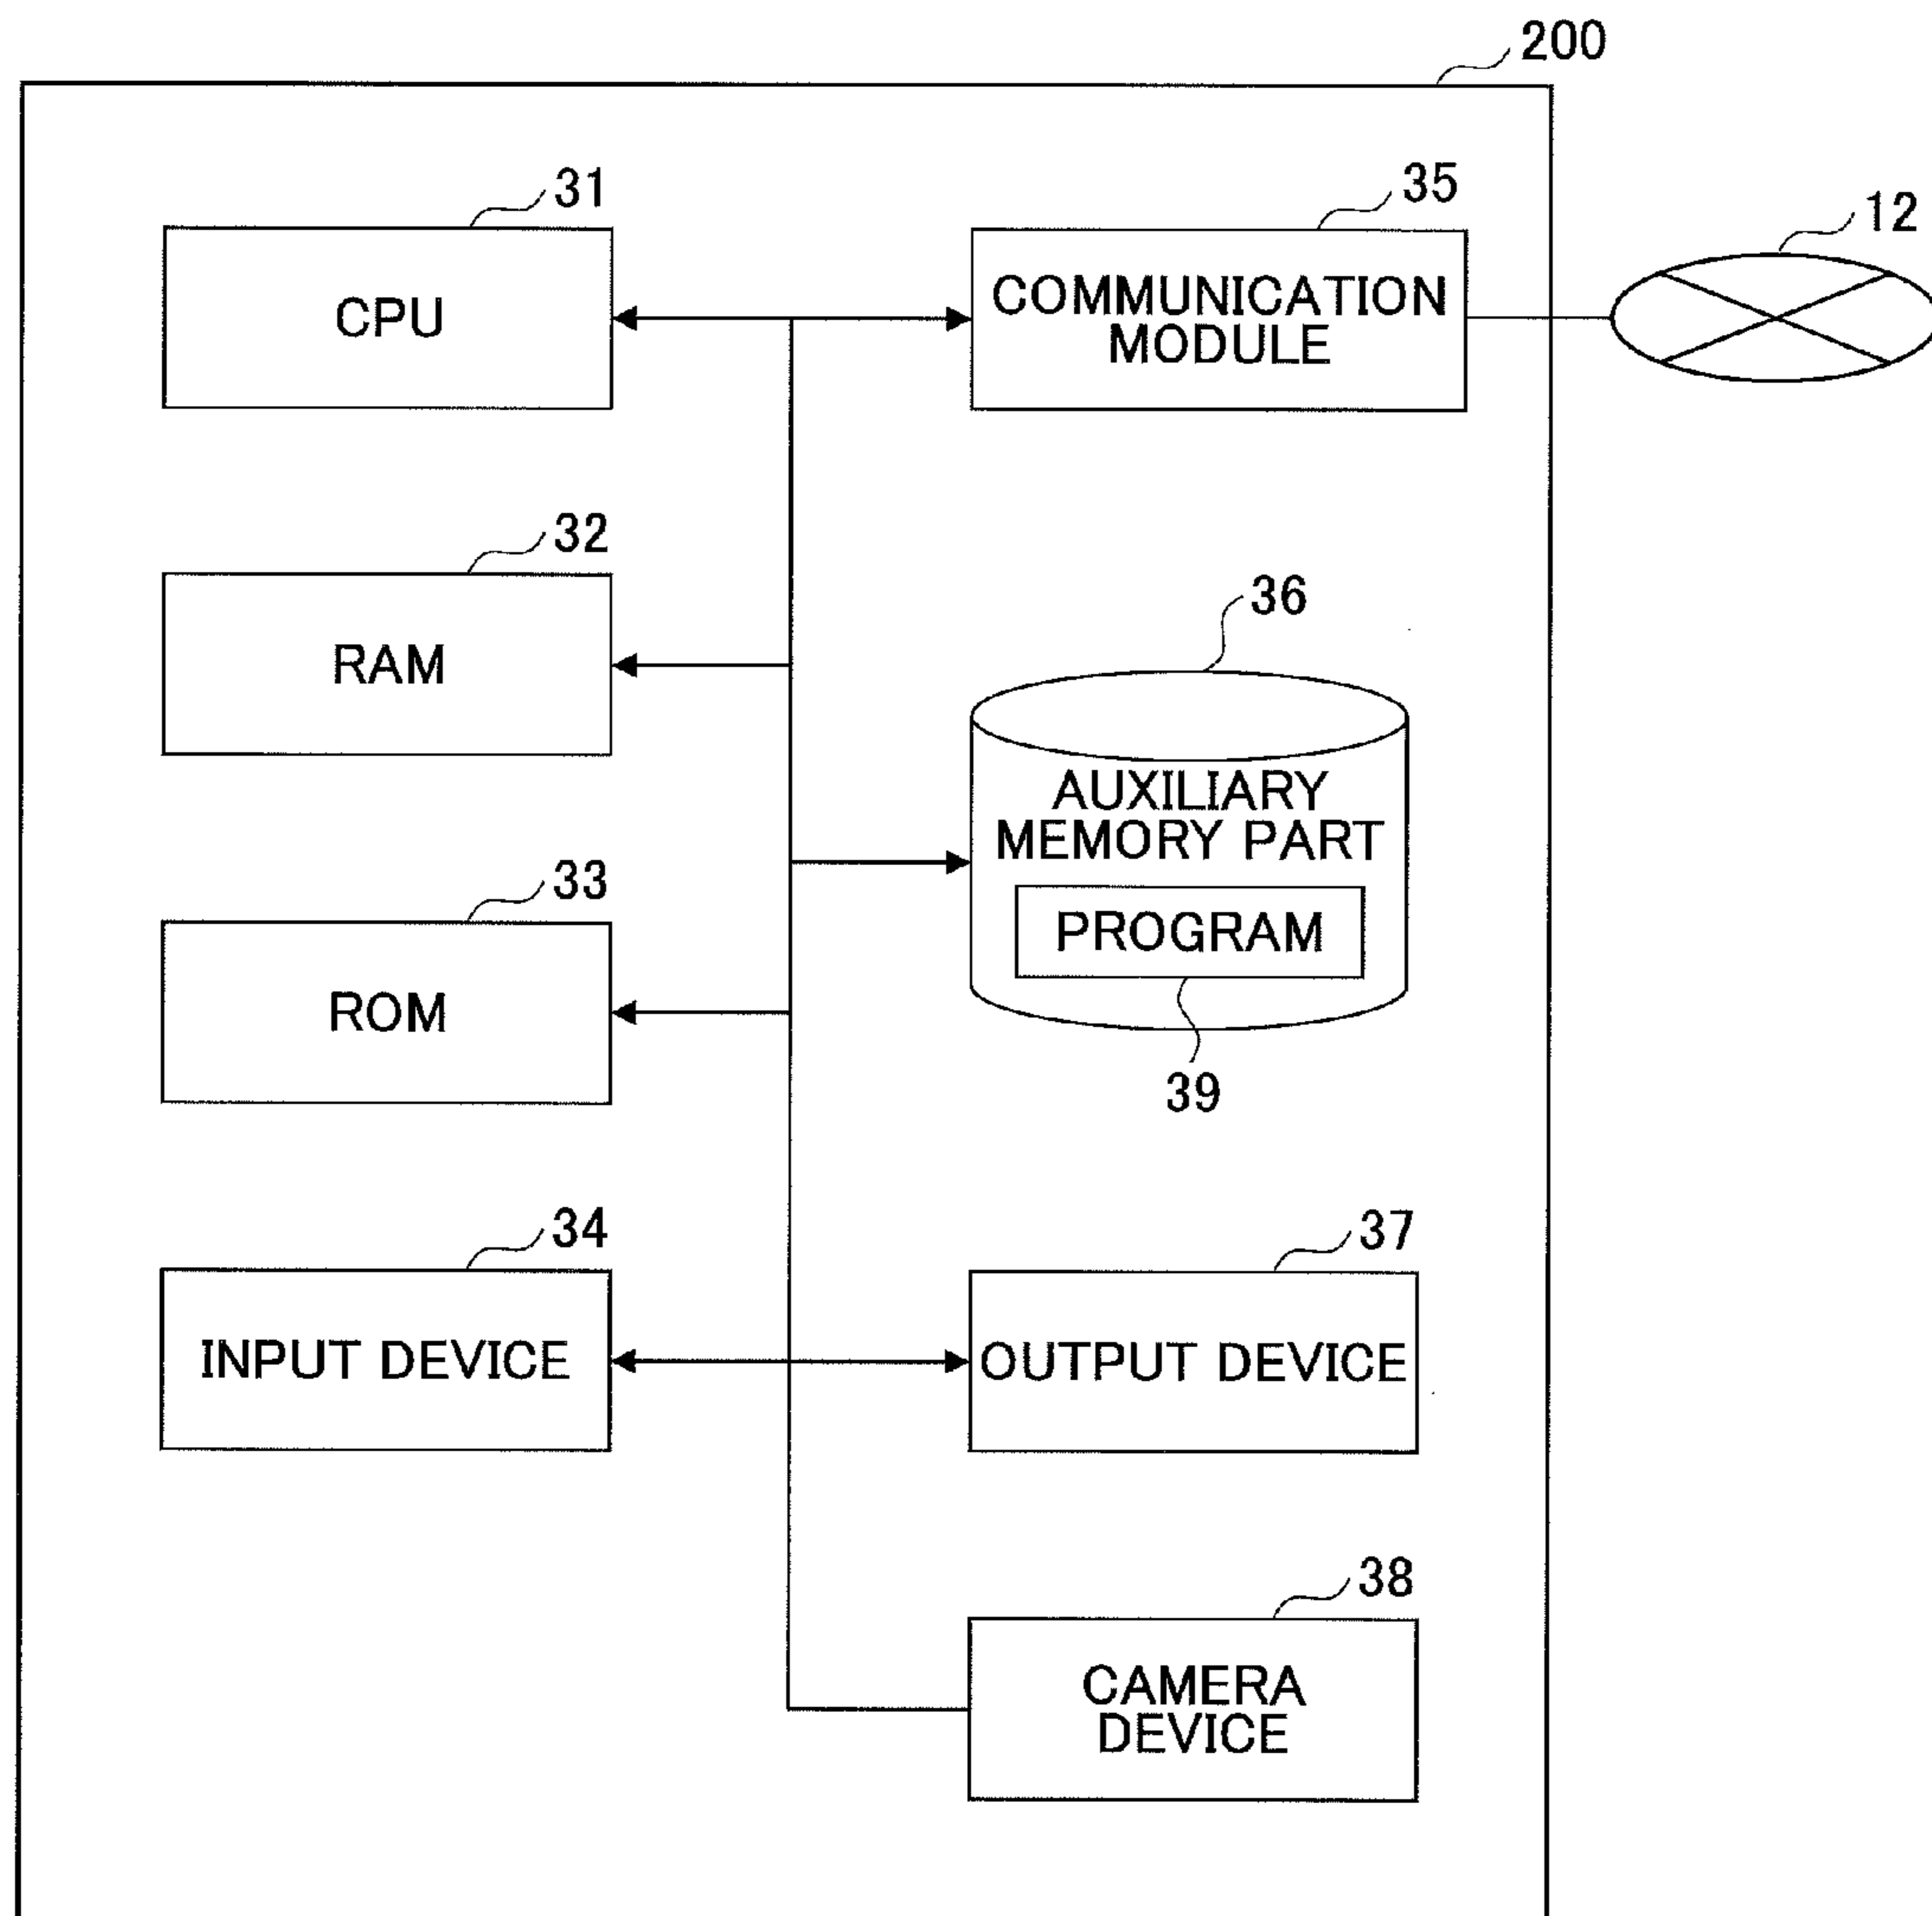 200
31
CPU
35
COMMUNICATION
MODULE
12
32
RAM
36
AUXILIARY
MEMORY PART
PROGRAM
39
33
ROM
34
INPUT DEVICE
37
OUTPUT DEVICE
38
CAMERA
DEVICE